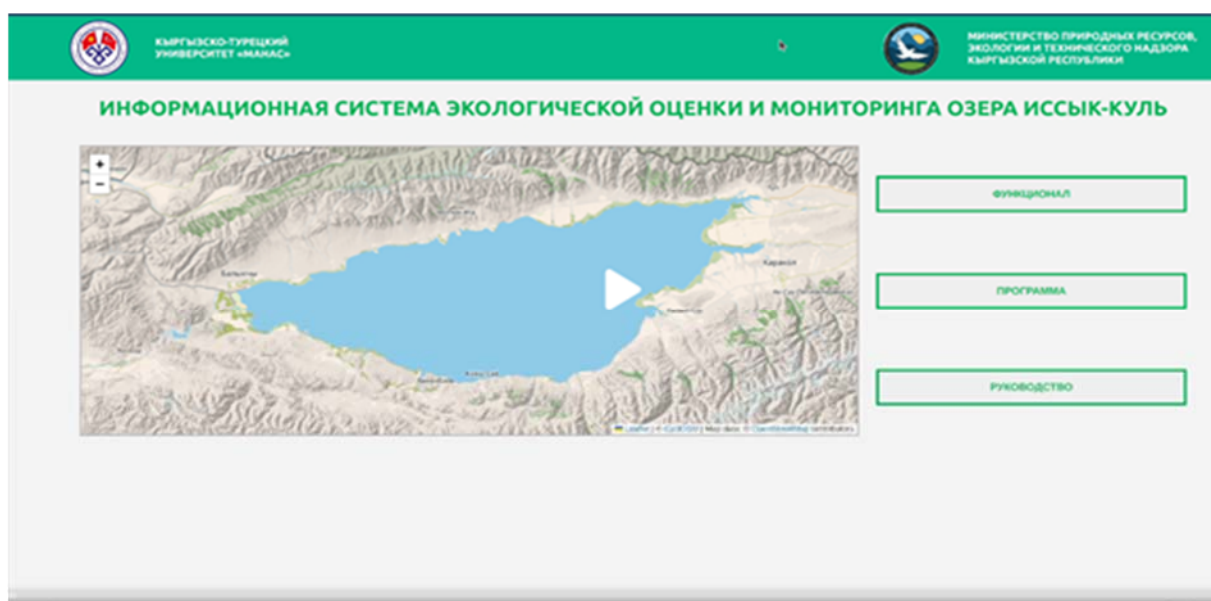 КЫРГЫЗСКО-ТУРЕЦКИЙ
УНИВЕРСИТЕТ «МАНАС»
МИНИСТЕРСТВО ПРИРОДНЫХ РЕСУРСОВ,
ЭКОЛОГИИ И ТЕХНИЧЕСКОГО НАДЗОРА
КЫРГЫЗСКОЙ РЕСПУБЛИКИ
ИНФОРМАЦИОННАЯ СИСТЕМА ЭКОЛОГИЧЕСКОЙ ОЦЕНКИ И МОНИТОРИНГА ОЗЕРА ИССЫК-КУЛЬ
+
−
ФУНКЦИОНАЛ
Балыкчы
Каракол
ПРОГРАММА
РУКОВОДСТВО